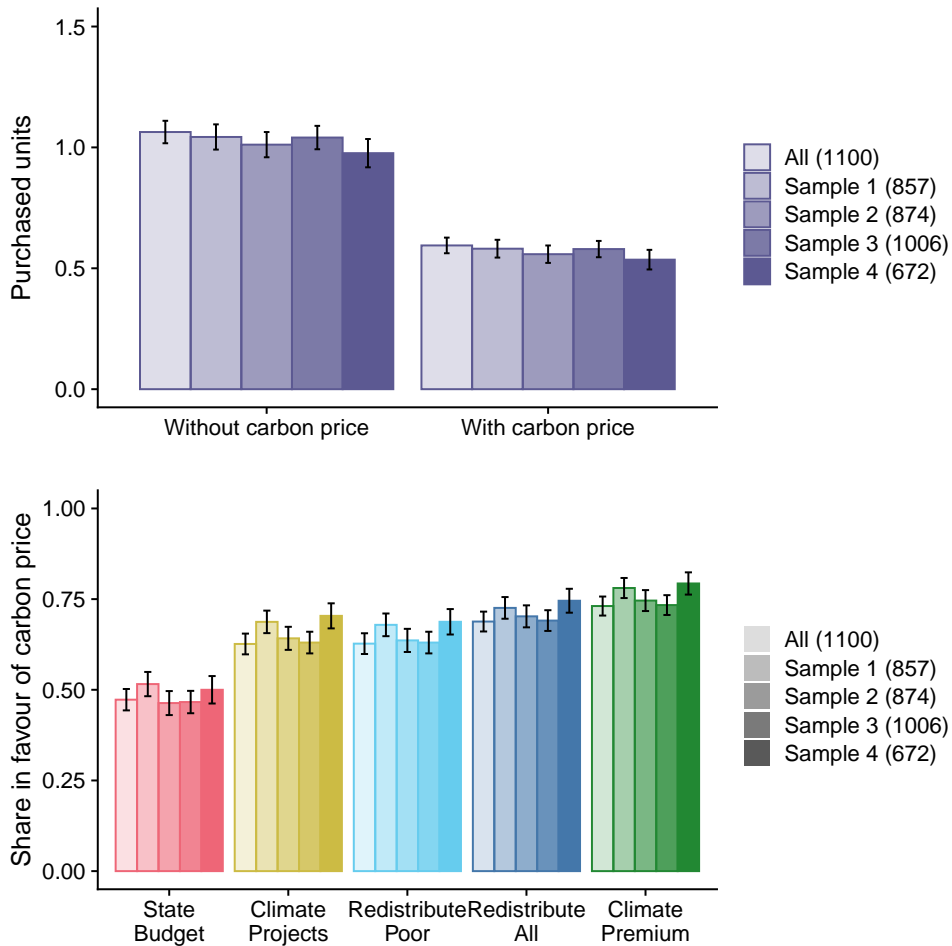 1.5
1.0
0.5
0.0
Purchased units
Without carbon price
With carbon price
All (1100)
Sample 1 (857)
Sample 2 (874)
Sample 3 (1006)
Sample 4 (672)
1.00
0.75
0.50
0.25
0.00
Share in favour of carbon price
State
Budget
Climate
Projects
Redistribute
Poor
Redistribute
All
Climate
Premium
All (1100)
Sample 1 (857)
Sample 2 (874)
Sample 3 (1006)
Sample 4 (672)